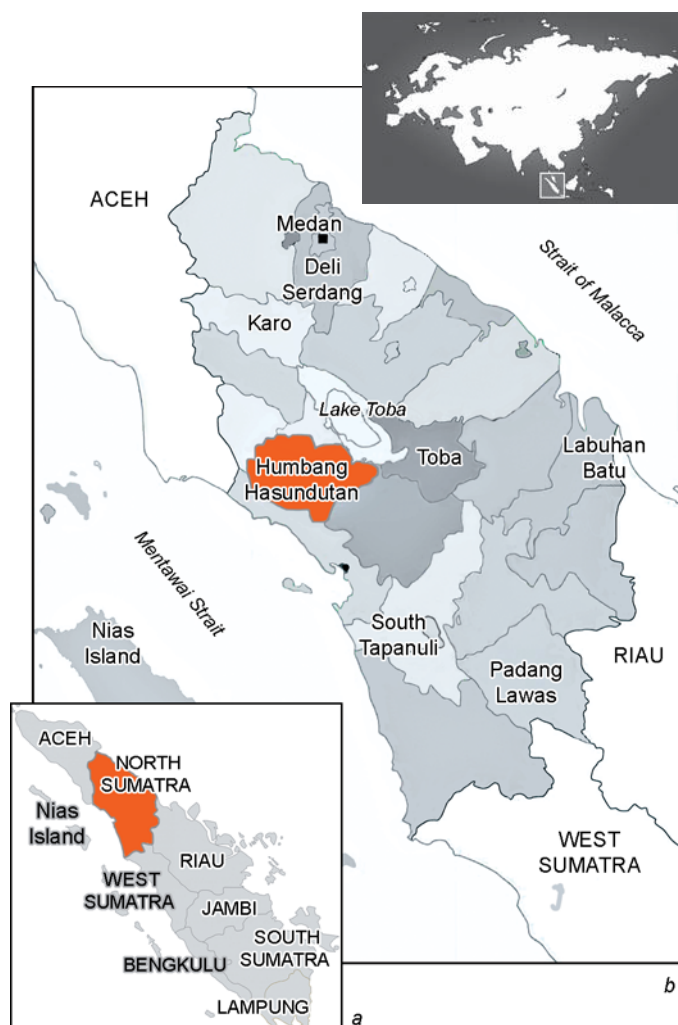 ACEH
Medan
Deli
Serdang
Strait of Malacca
Karo
Lake Toba
Humbang
Hasundutan
Toba
Labuhan
Batu
Mentawai Strait
Nias
Island
South
Tapanuli
RIAU
Padang
Lawas
WEST
SUMATRA
b
ACEH
NORTH
SUMATRA
Nias
Island
RIAU
WEST
SUMATRA
JAMBI
SOUTH
SUMATRA
BENGKULU
LAMPUNG
a